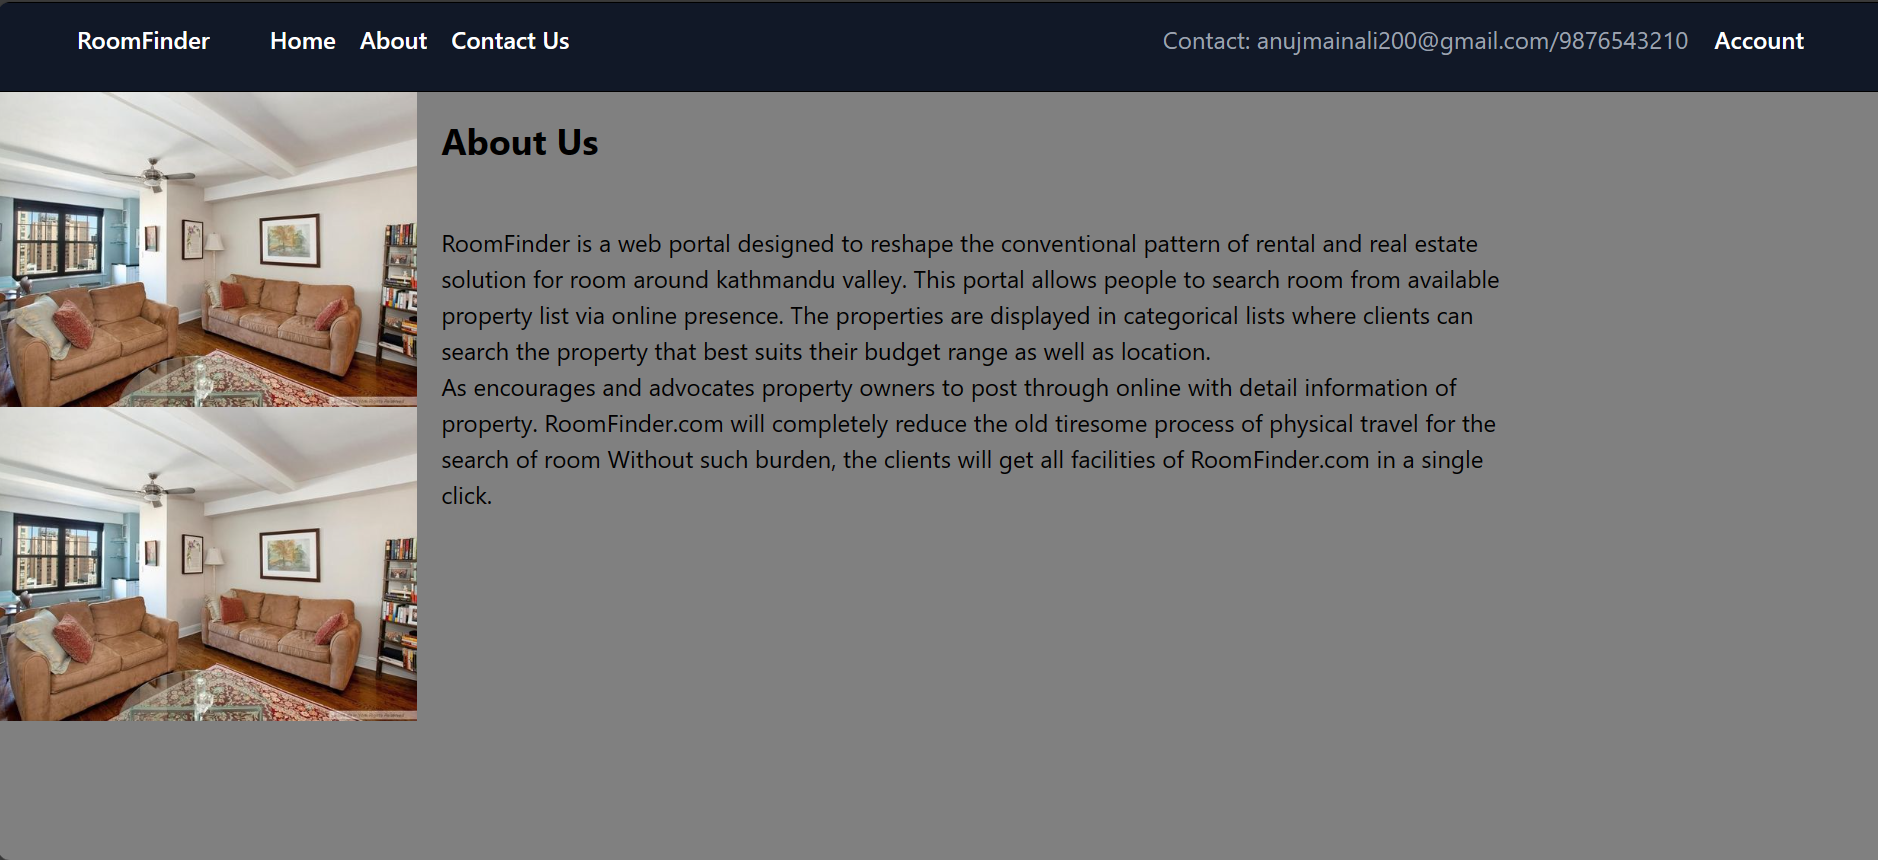 RoomFinder Home About Contact Us Contact: anujmainali200@gmail.com/9876543210 Account
About Us
RoomFinder is a web portal designed to reshape the conventional pattern of rental and real estate
solution for room around kathmandu valley. This portal allows people to search room from available
property list via online presence. The properties are displayed in categorical lists where clients can
search the property that best suits their budget range as well as location.
As encourages and advocates property owners to post through online with detail information of
property. RoomFinder.com will completely reduce the old tiresome process of physical travel for the
search of room Without such burden, the clients will get all facilities of RoomFinder.com in a single
click.